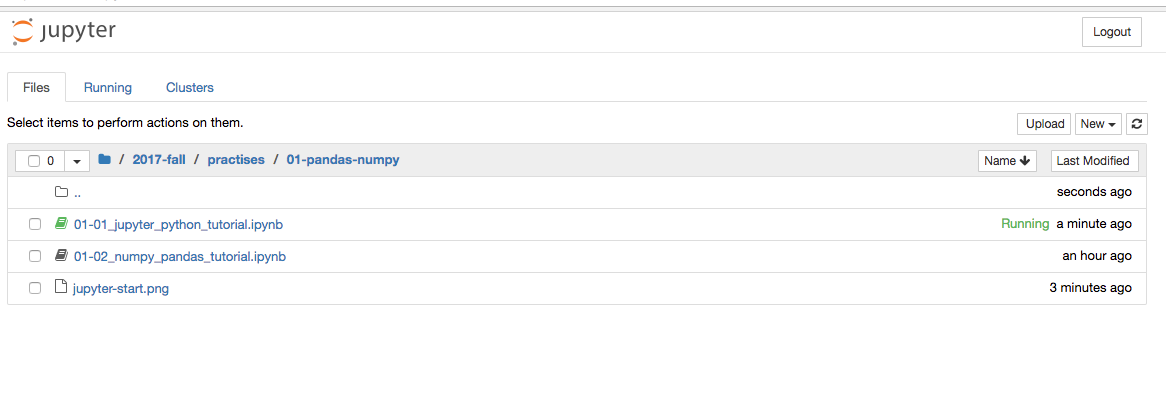 jupyter Logout
Files Running Clusters
Select items to perform actions on them. Upload New
0 / 2017-fall / practises / 01-pandas-numpy Name Last Modified
.. seconds ago
01-01_jupyter_python_tutorial.ipynb Running a minute ago
01-02_numpy_pandas_tutorial.ipynb an hour ago
jupyter-start.png 3 minutes ago